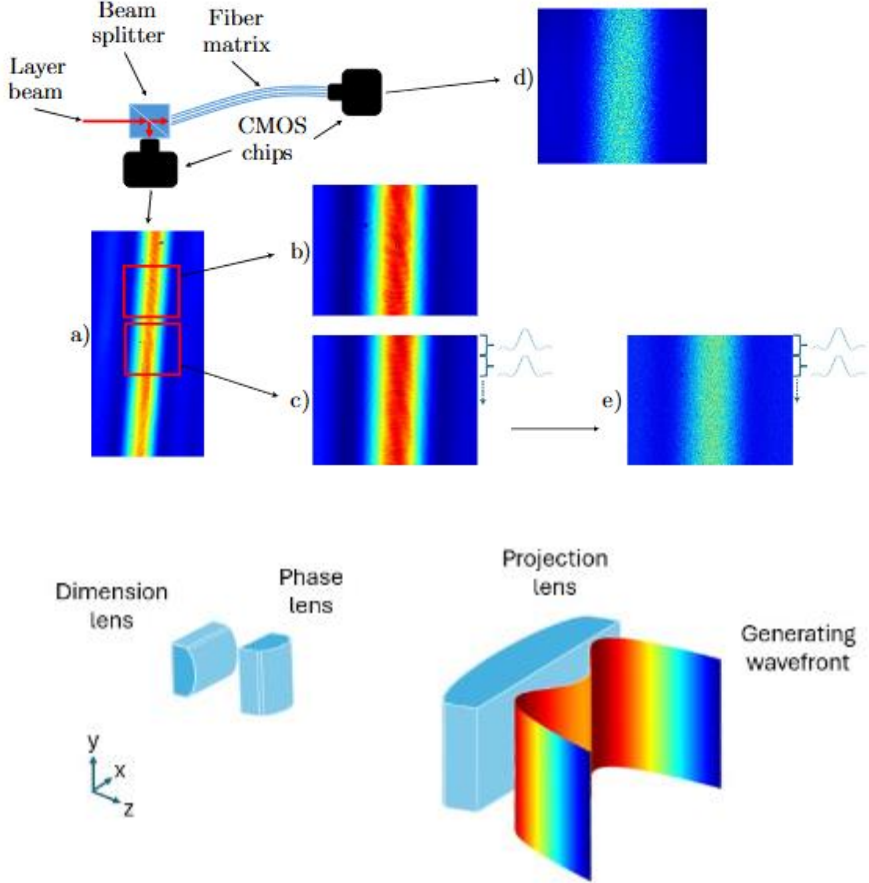 Beam
splitter
Fiber
matrix
Layer
beam
d)
CMOS
chips
b)
a)
c)
e)
Projection
lens
Dimension
lens
Phase
lens
Generating
wavefront
y
x
z